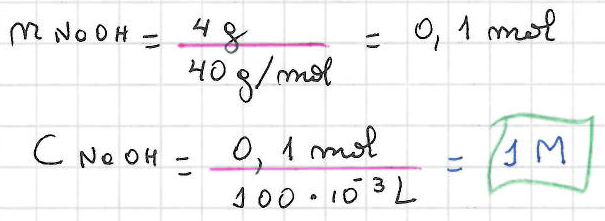 n NaOH = 4 g / 40 g/mol = 0,1 mol
C NaOH = 0,1 mol / 100 · 10⁻³ L = 1 M